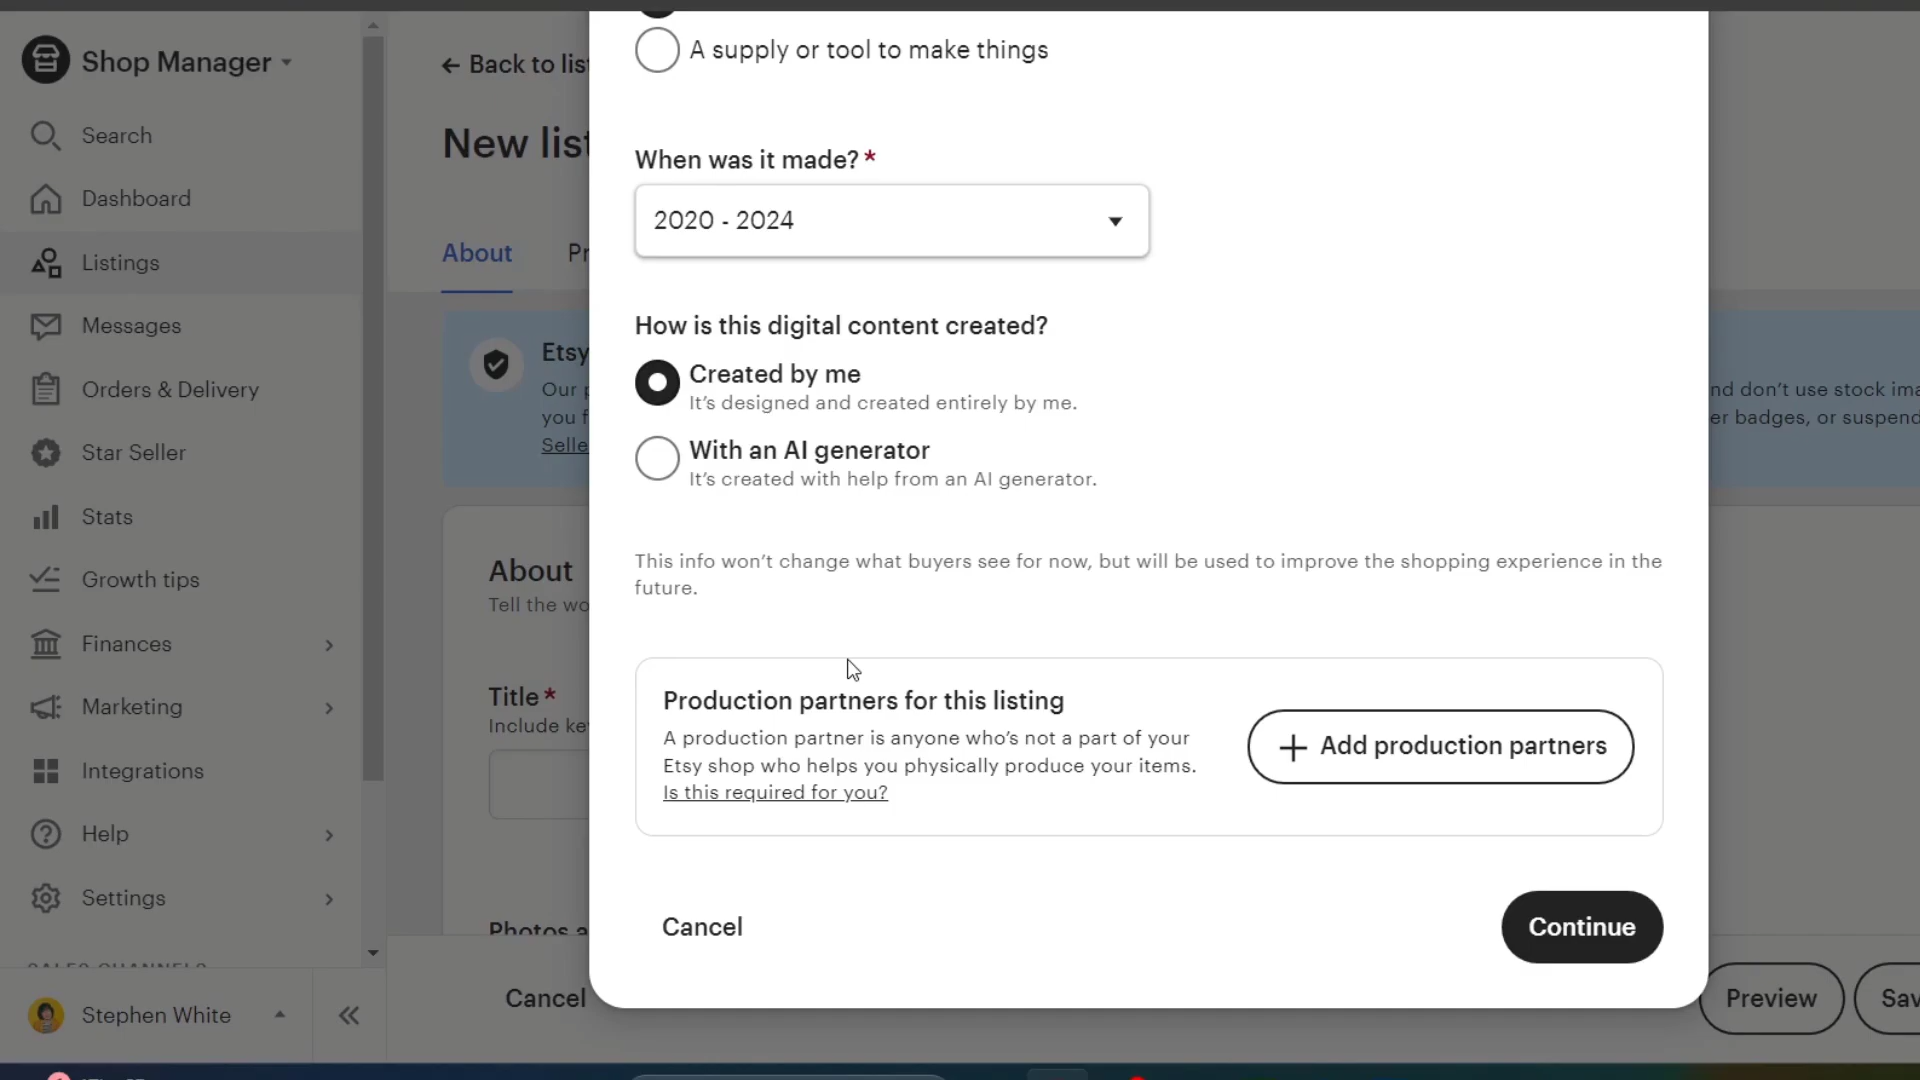 Shop Manager
Search
Dashboard
Listings
Messages
Orders & Delivery
Star Seller
Stats
Growth tips
Finances
Marketing
Integrations
Help
Settings
Stephen White
← Back to
New
About
Etsy
Our
you
Selle
About
Tell the
Title*
Include
Photos
Cancel
A supply or tool to make things
When was it made?*
2020 - 2024
How is this digital content created?
Created by me
It's designed and created entirely by me.
With an AI generator
It's created with help from an AI generator.
This info won't change what buyers see for now, but will be used to improve the shopping experience in the
future.
Production partners for this listing
A production partner is anyone who's not a part of your
Etsy shop who helps you physically produce your items.
Is this required for you?
+ Add production partners
Cancel
Continue
nd don't use stock ima
er badges, or suspend
Preview
Sav